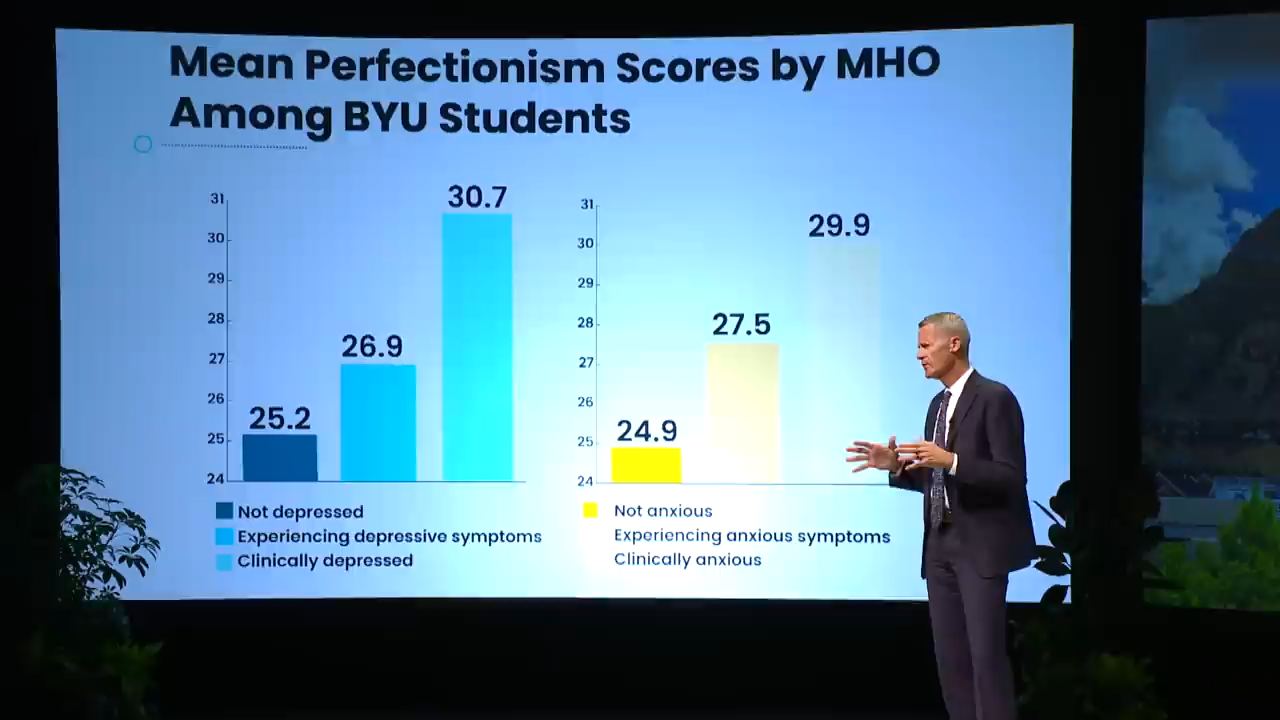 Mean Perfectionism Scores by MHO
Among BYU Students
31
30
29
28
27
26
25
24
25.2
26.9
30.7
Not depressed
Experiencing depressive symptoms
Clinically depressed
31
30
29
28
27
26
25
24
24.9
27.5
29.9
Not anxious
Experiencing anxious symptoms
Clinically anxious